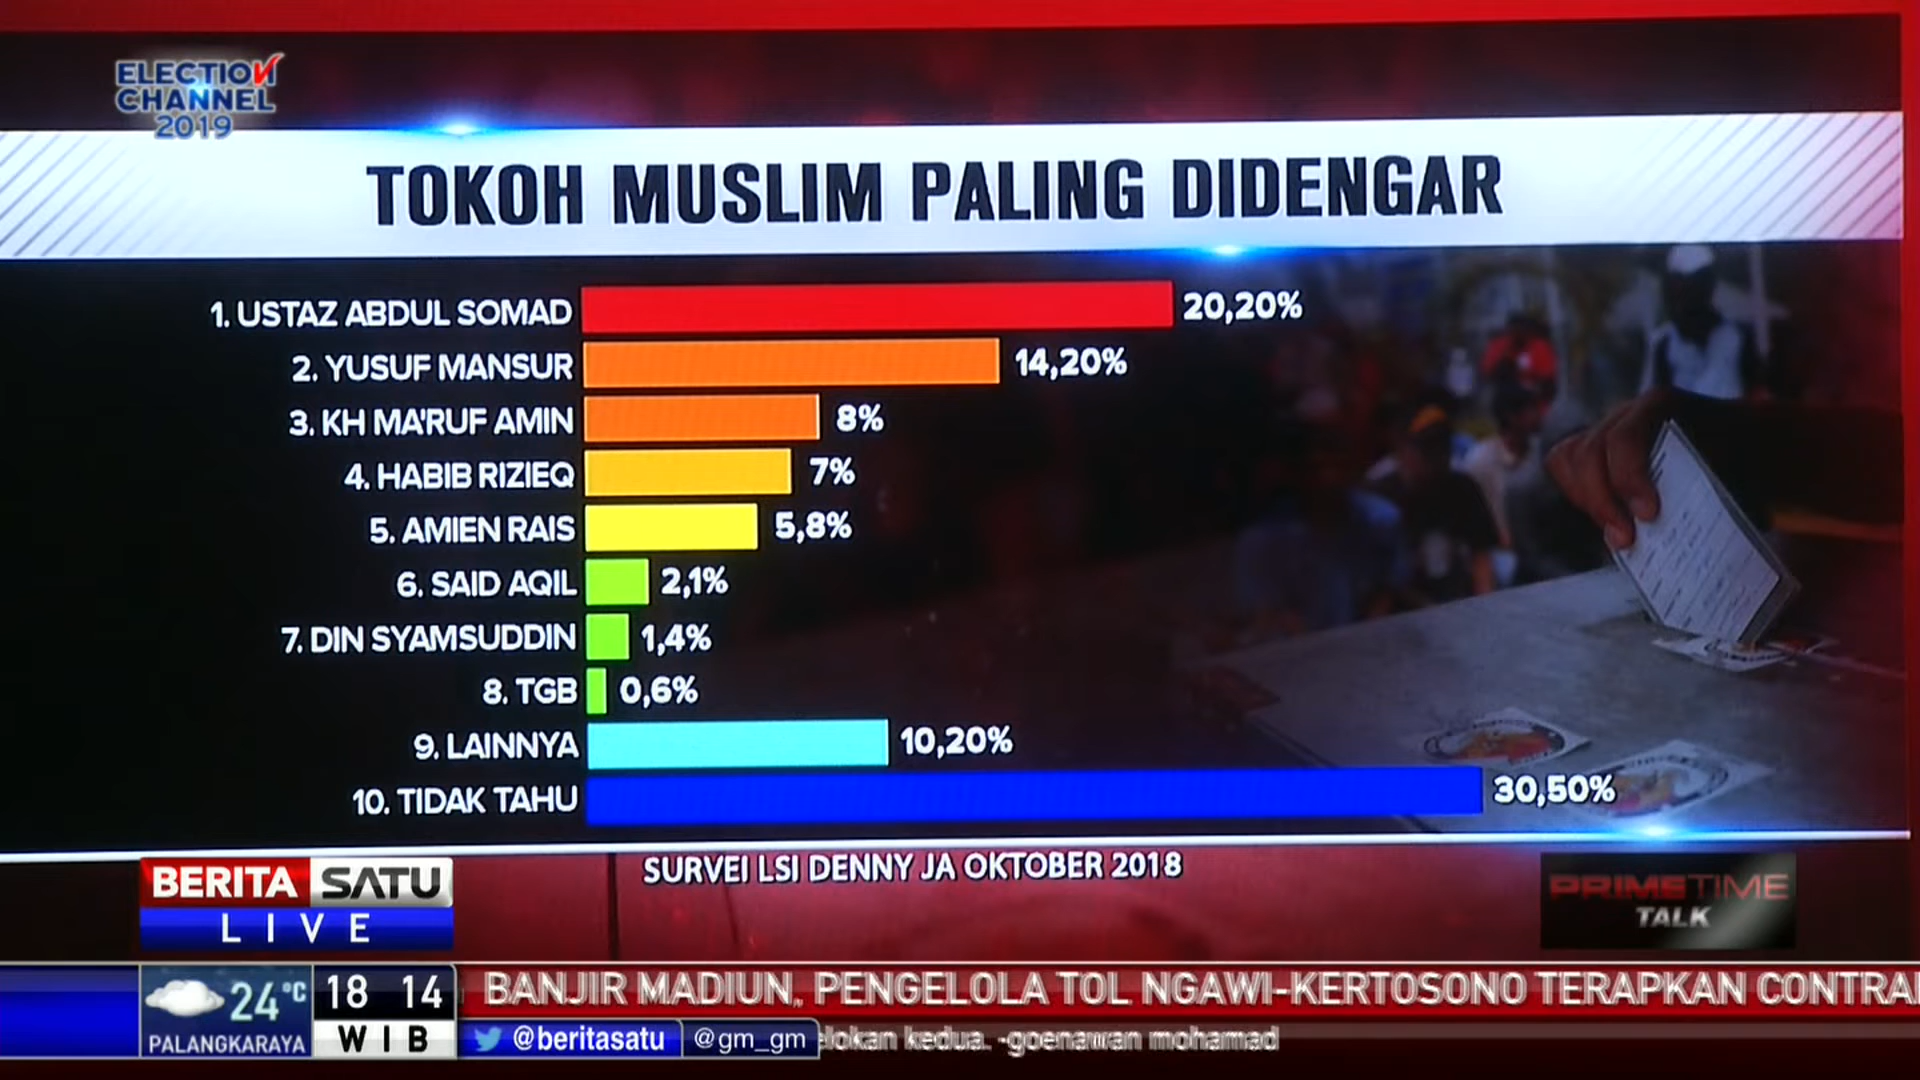 ELECTION
CHANNEL
2019
TOKOH MUSLIM PALING DIDENGAR
1. USTAZ ABDUL SOMAD 20,20%
2. YUSUF MANSUR 14,20%
3. KH MA'RUF AMIN 8%
4. HABIB RIZIEQ 7%
5. AMIEN RAIS 5,8%
6. SAID AQIL 2,1%
7. DIN SYAMSUDDIN 1,4%
8. TGB 0,6%
9. LAINNYA 10,20%
10. TIDAK TAHU 30,50%
SURVEI LSI DENNY JA OKTOBER 2018
BERITA SATU
LIVE
PRIMETIME
TALK
24°C
PALANGKARAYA
18 14
WIB
BANJIR MADIUN, PENGELOLA TOL NGAWI-KERTOSONO TERAPKAN CONTRA
@beritasatu
@gm_gm
elokan kedua. -goenawan mohamad